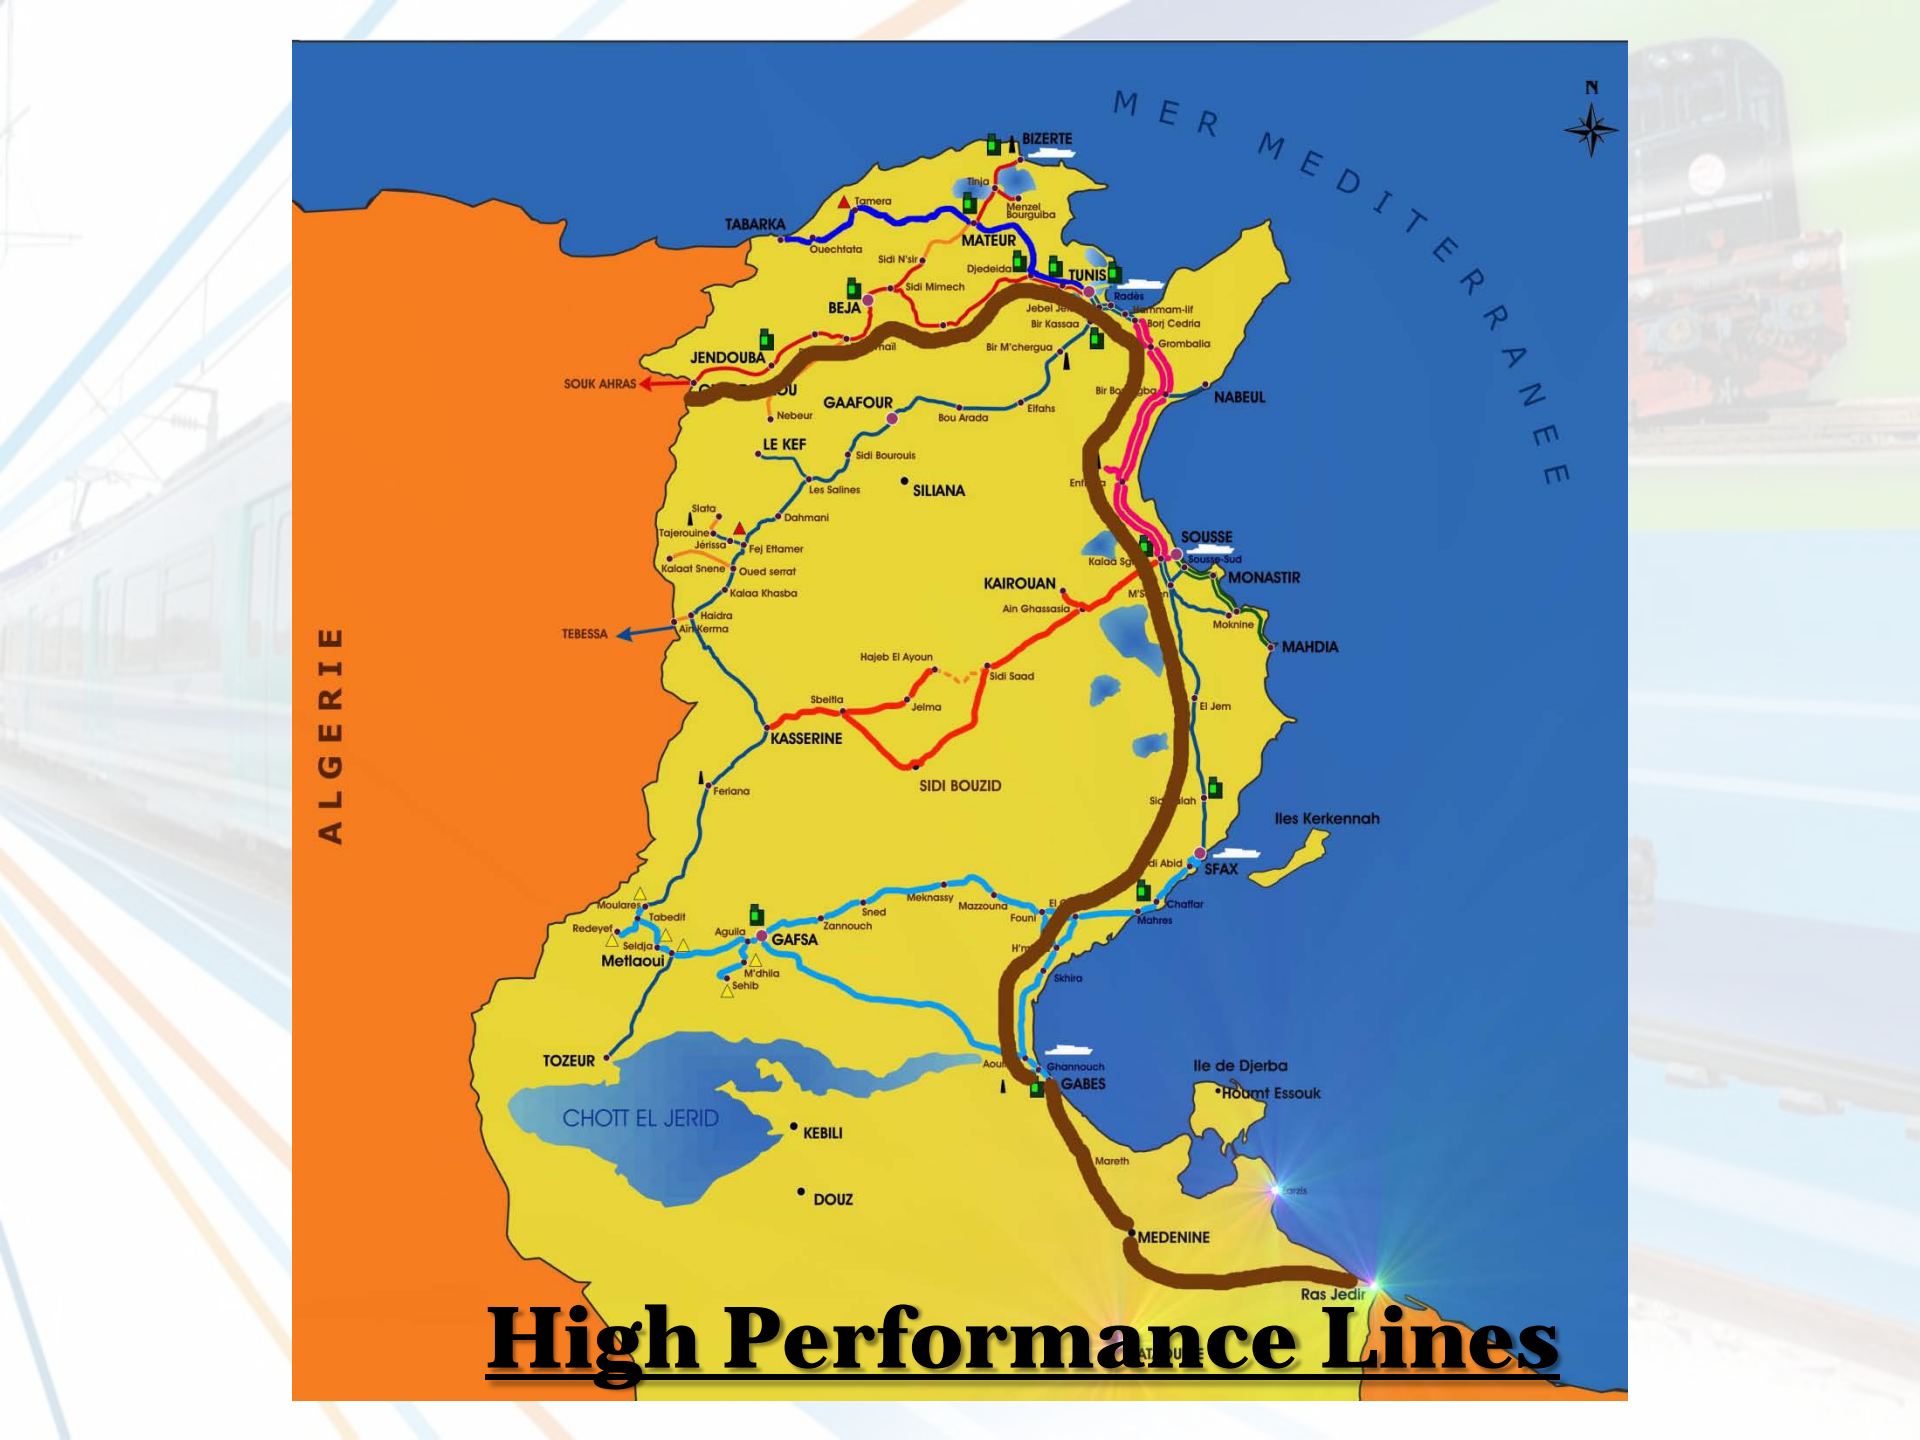 N
MER MEDITERRANEE
BIZERTE
Tinja
Menzel
Bourguiba
Tamera
TABARKA
Ouechtata
MATEUR
Sidi N'sir
Djedeida
TUNIS
Sidi Mimech
Radès
BEJA
Hammam-lif
Borj Cedria
Bir Kassaa
Grombalia
Bir M'chergua
JENDOUBA
SOUK AHRAS
NABEUL
Nebeur
GAAFOUR
Bou Arada
Elfahs
LE KEF
Sidi Bourouis
Les Salines
SILIANA
Slata
Dahmani
Tajerouine
Jérissa
Fej Ettamer
Kalaat Snene
Oued serrat
Kalaa Khasba
SOUSSE
Sousse-Sud
MONASTIR
KAIROUAN
Ain Ghassasia
Moknine
MAHDIA
Haidra
Ain Kerma
TEBESSA
ALGERIE
Hajeb El Ayoun
Sidi Saad
Sbeitla
Jelma
El Jem
KASSERINE
SIDI BOUZID
Feriana
Iles Kerkennah
SFAX
Meknassy
Mazzouna
Founi
Chaffar
Mahres
Moulares
Tabedit
Redeyef
Seldja
Metlaoui
Sned
Zannouch
Aguila
GAFSA
M'dhila
Sehib
Skhira
TOZEUR
Ghannouch
GABES
Ile de Djerba
Houmt Essouk
CHOTT EL JERID
KEBILI
Mareth
DOUZ
MEDENINE
Ras Jedir
High Performance Lines